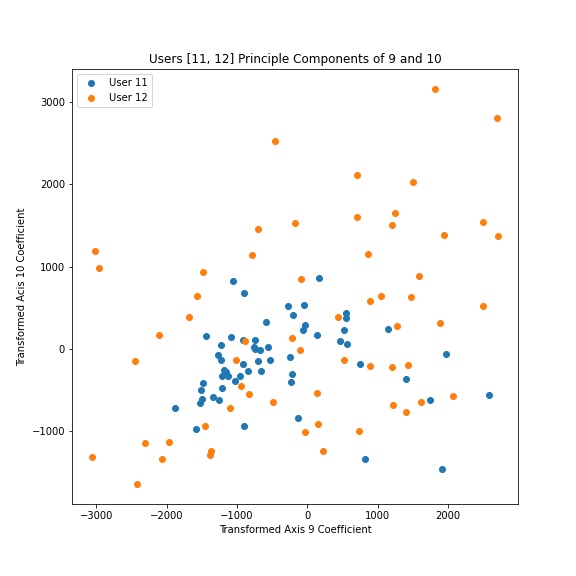 Users [11, 12] Principle Components of 9 and 10
User 11
User 12
3000
2000
1000
0
−1000
Transformed Acis 10 Coefficient
−3000 −2000 −1000 0 1000 2000
Transformed Axis 9 Coefficient